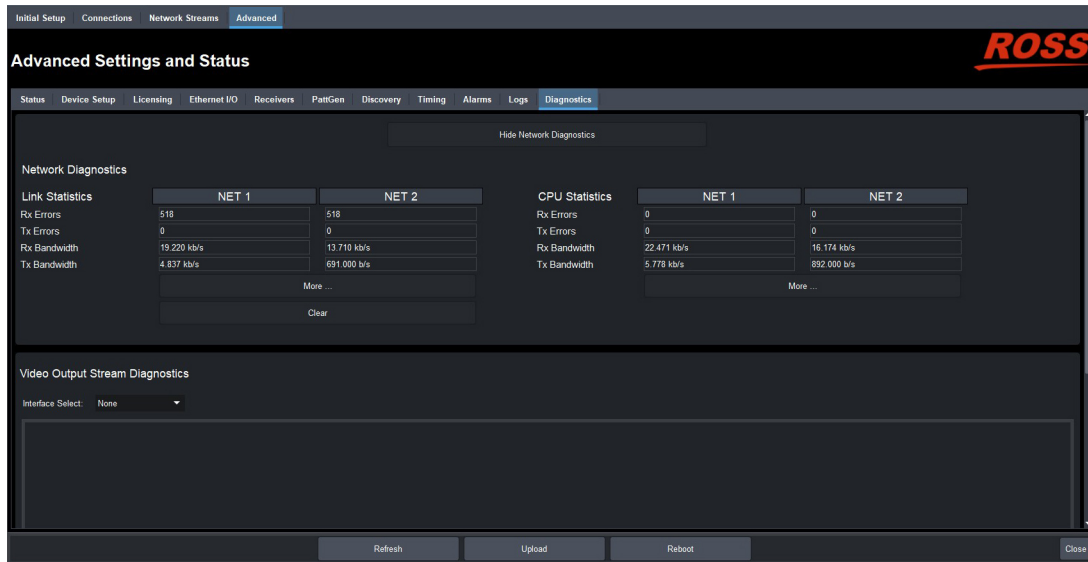 Initial Setup Connections Network Streams Advanced
ROSS
Advanced Settings and Status
Status Device Setup Licensing Ethernet I/O Receivers PattGen Discovery Timing Alarms Logs Diagnostics
Hide Network Diagnostics
Network Diagnostics
Link Statistics NET 1 NET 2 CPU Statistics NET 1 NET 2
Rx Errors 518 518 Rx Errors 0 0
Tx Errors 0 0 Tx Errors 0 0
Rx Bandwidth 19.220 kb/s 13.710 kb/s Rx Bandwidth 22.471 kb/s 16.174 kb/s
Tx Bandwidth 4.837 kb/s 691.000 b/s Tx Bandwidth 5.778 kb/s 892.000 b/s
More ... More ...
Clear
Video Output Stream Diagnostics
Interface Select: None
Refresh Upload Reboot Close